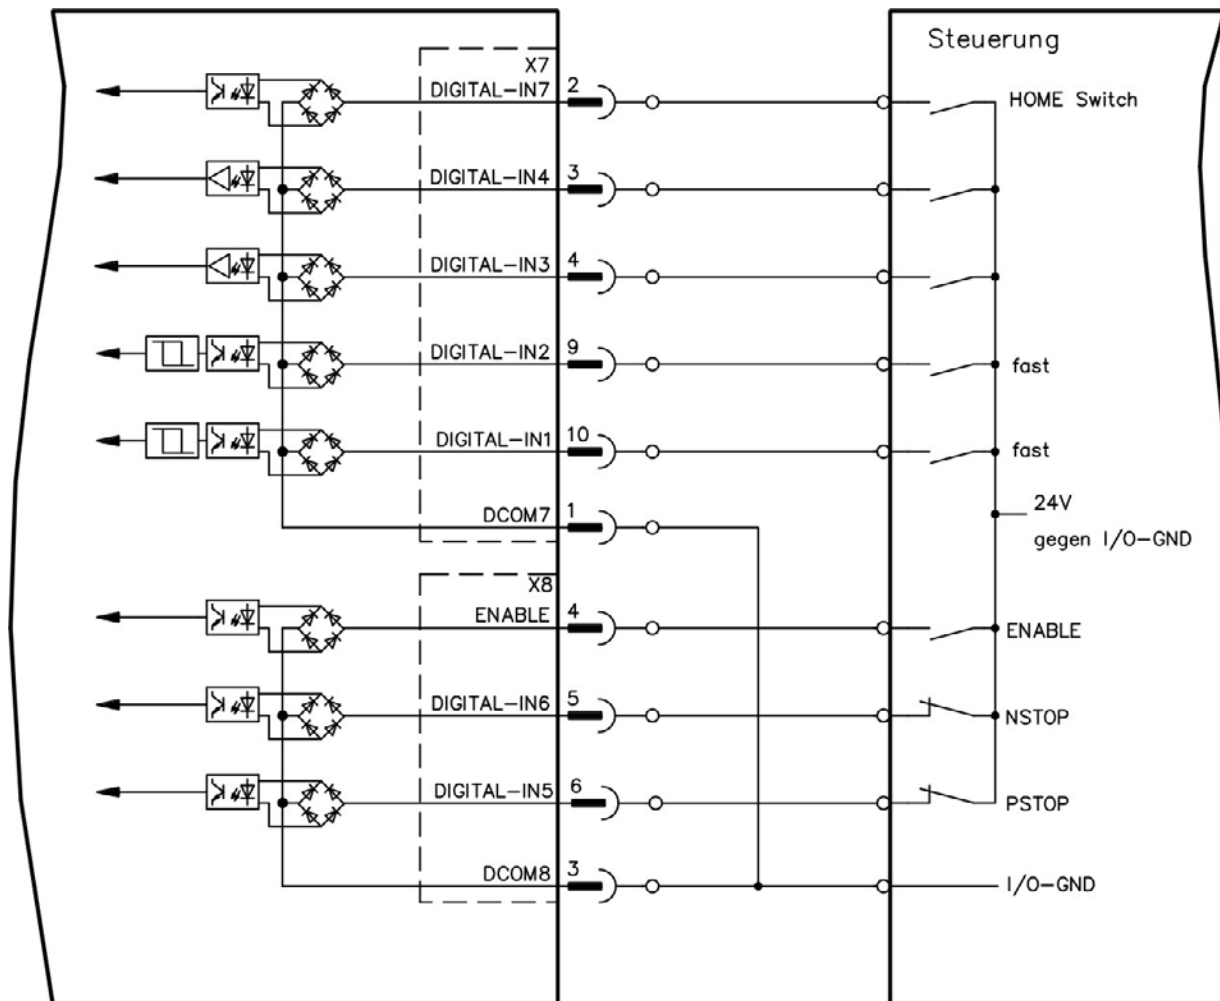 Steuerung
X7
DIGITAL-IN7 2 HOME Switch
DIGITAL-IN4 3
DIGITAL-IN3 4
DIGITAL-IN2 9 fast
DIGITAL-IN1 10 fast
DCOM7 1 24V
gegen I/O-GND
X8
ENABLE 4 ENABLE
DIGITAL-IN6 5 NSTOP
DIGITAL-IN5 6 PSTOP
DCOM8 3 I/O-GND